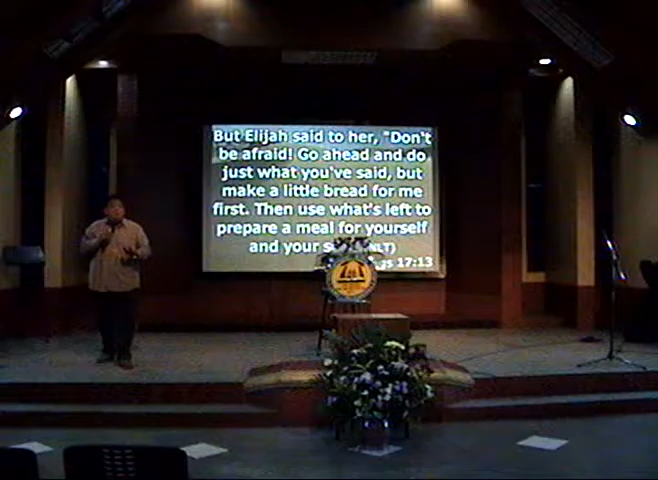 But Elijah said to her, "Don't
be afraid! Go ahead and do
just what you've said, but
make a little bread for me
first. Then use what's left to
prepare a meal for yourself
and your
17:13